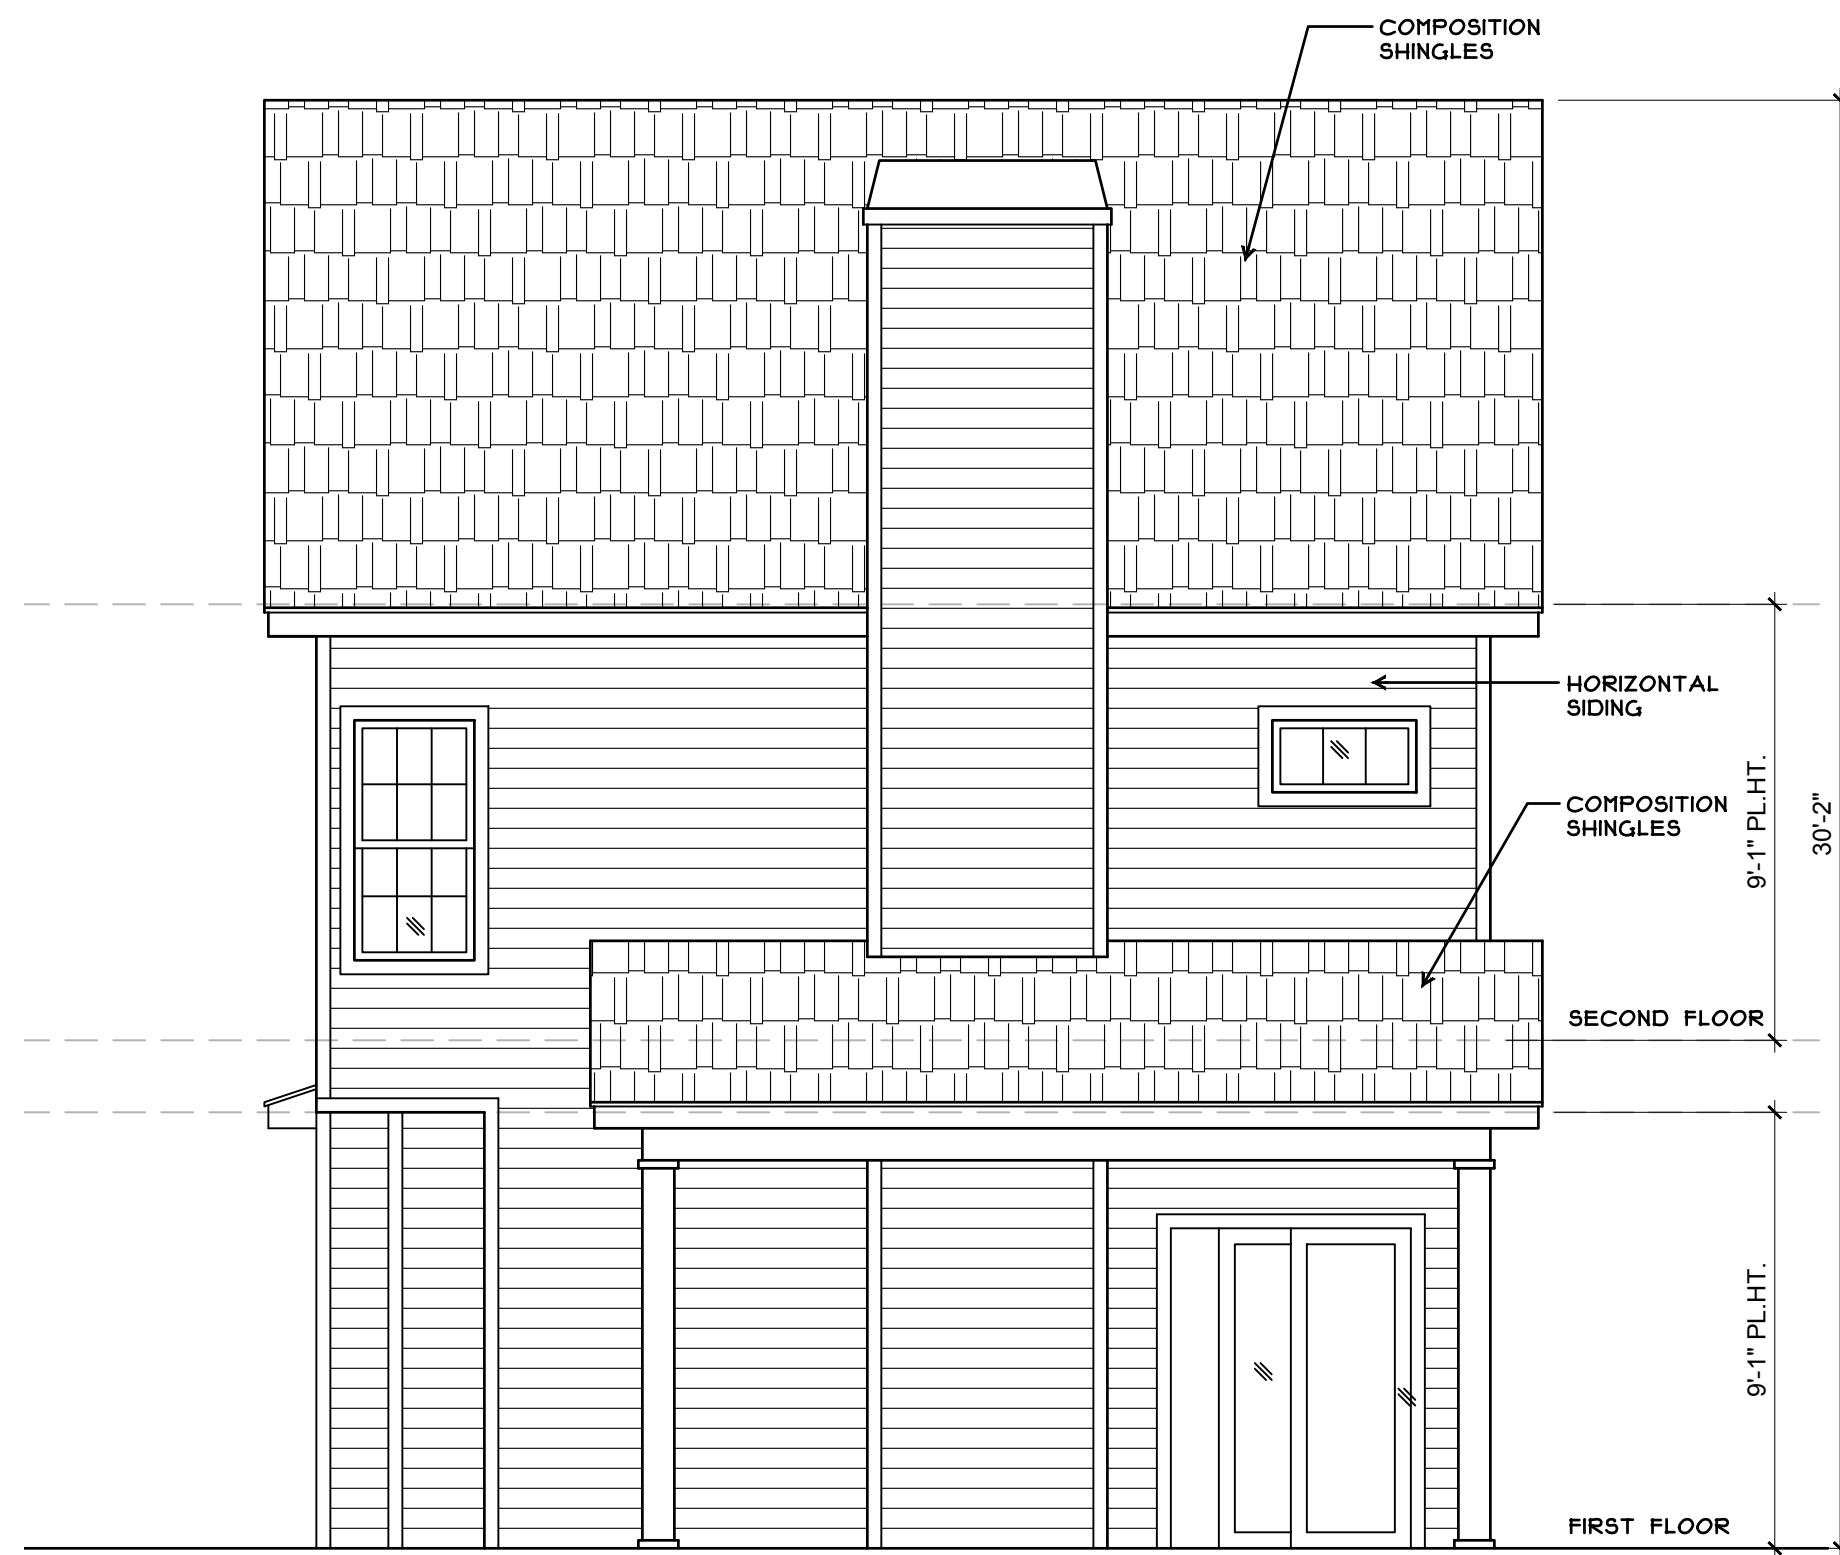 COMPOSITION
SHINGLES
HORIZONTAL
SIDING
9'-1" PL.HT.
30'-2"
COMPOSITION
SHINGLES
SECOND FLOOR
9'-1" PL.HT.
FIRST FLOOR